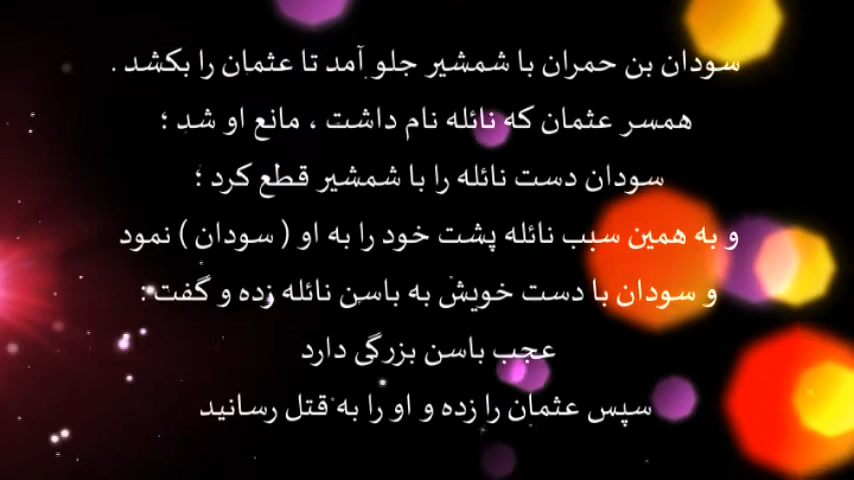 سودان بن حمران با شمشیر جلو آمد تا عثمان را بکشد .
همسر عثمان که نائله نام داشت ، مانع او شد ؛
سودان دست نائله را با شمشیر قطع کرد ؛
و به همین سبب نائله پشت خود را به او ( سودان ) نمود
و سودان با دست خویش به باسن نائله زده و گفت :
عجب باسن بزرگی دارد
سپس عثمان را زده و او را به قتل رسانید